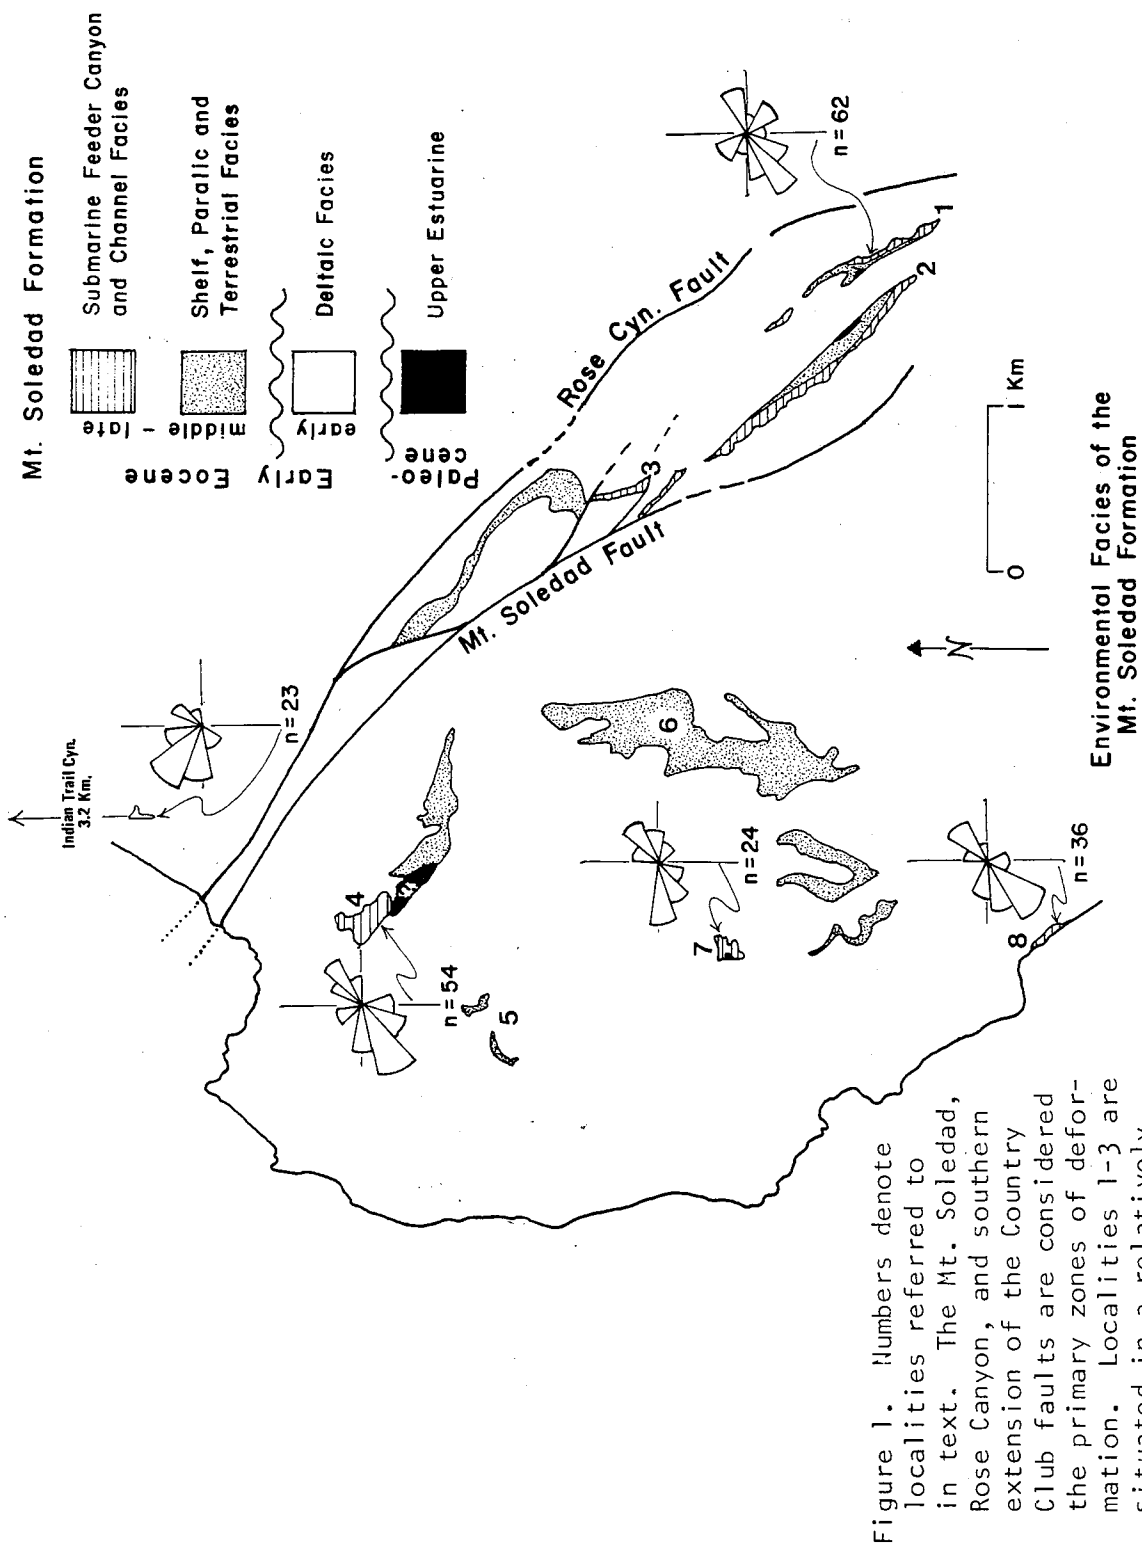 Mt. Soledad Formation
Submarine Feeder Canyon
and Channel Facies
Shelf, Paralic and
Terrestrial Facies
Deltaic Facies
Upper Estuarine
middle - late
early
Eocene
Early
Paleo-
cene
Indian Trail Cyn.
3.2 Km.
n=23
n=62
n=54
n=24
n=36
Rose Cyn. Fault
Mt. Soledad Fault
1
2
3
4
5
6
7
8
N
0
1 Km
Environmental Facies of the
Mt. Soledad Formation
Figure 1. Numbers denote
localities referred to
in text. The Mt. Soledad,
Rose Canyon, and southern
extension of the Country
Club faults are considered
the primary zones of defor-
mation. Localities 1-3 are
situated in a relatively